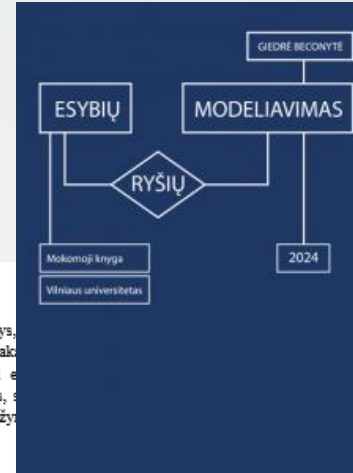 GIEDRĖ BECONYTĖ
ESYBIŲ
MODELIAVIMAS
RYŠIŲ
Mokomoji knyga
2024
Vilniaus universitetas